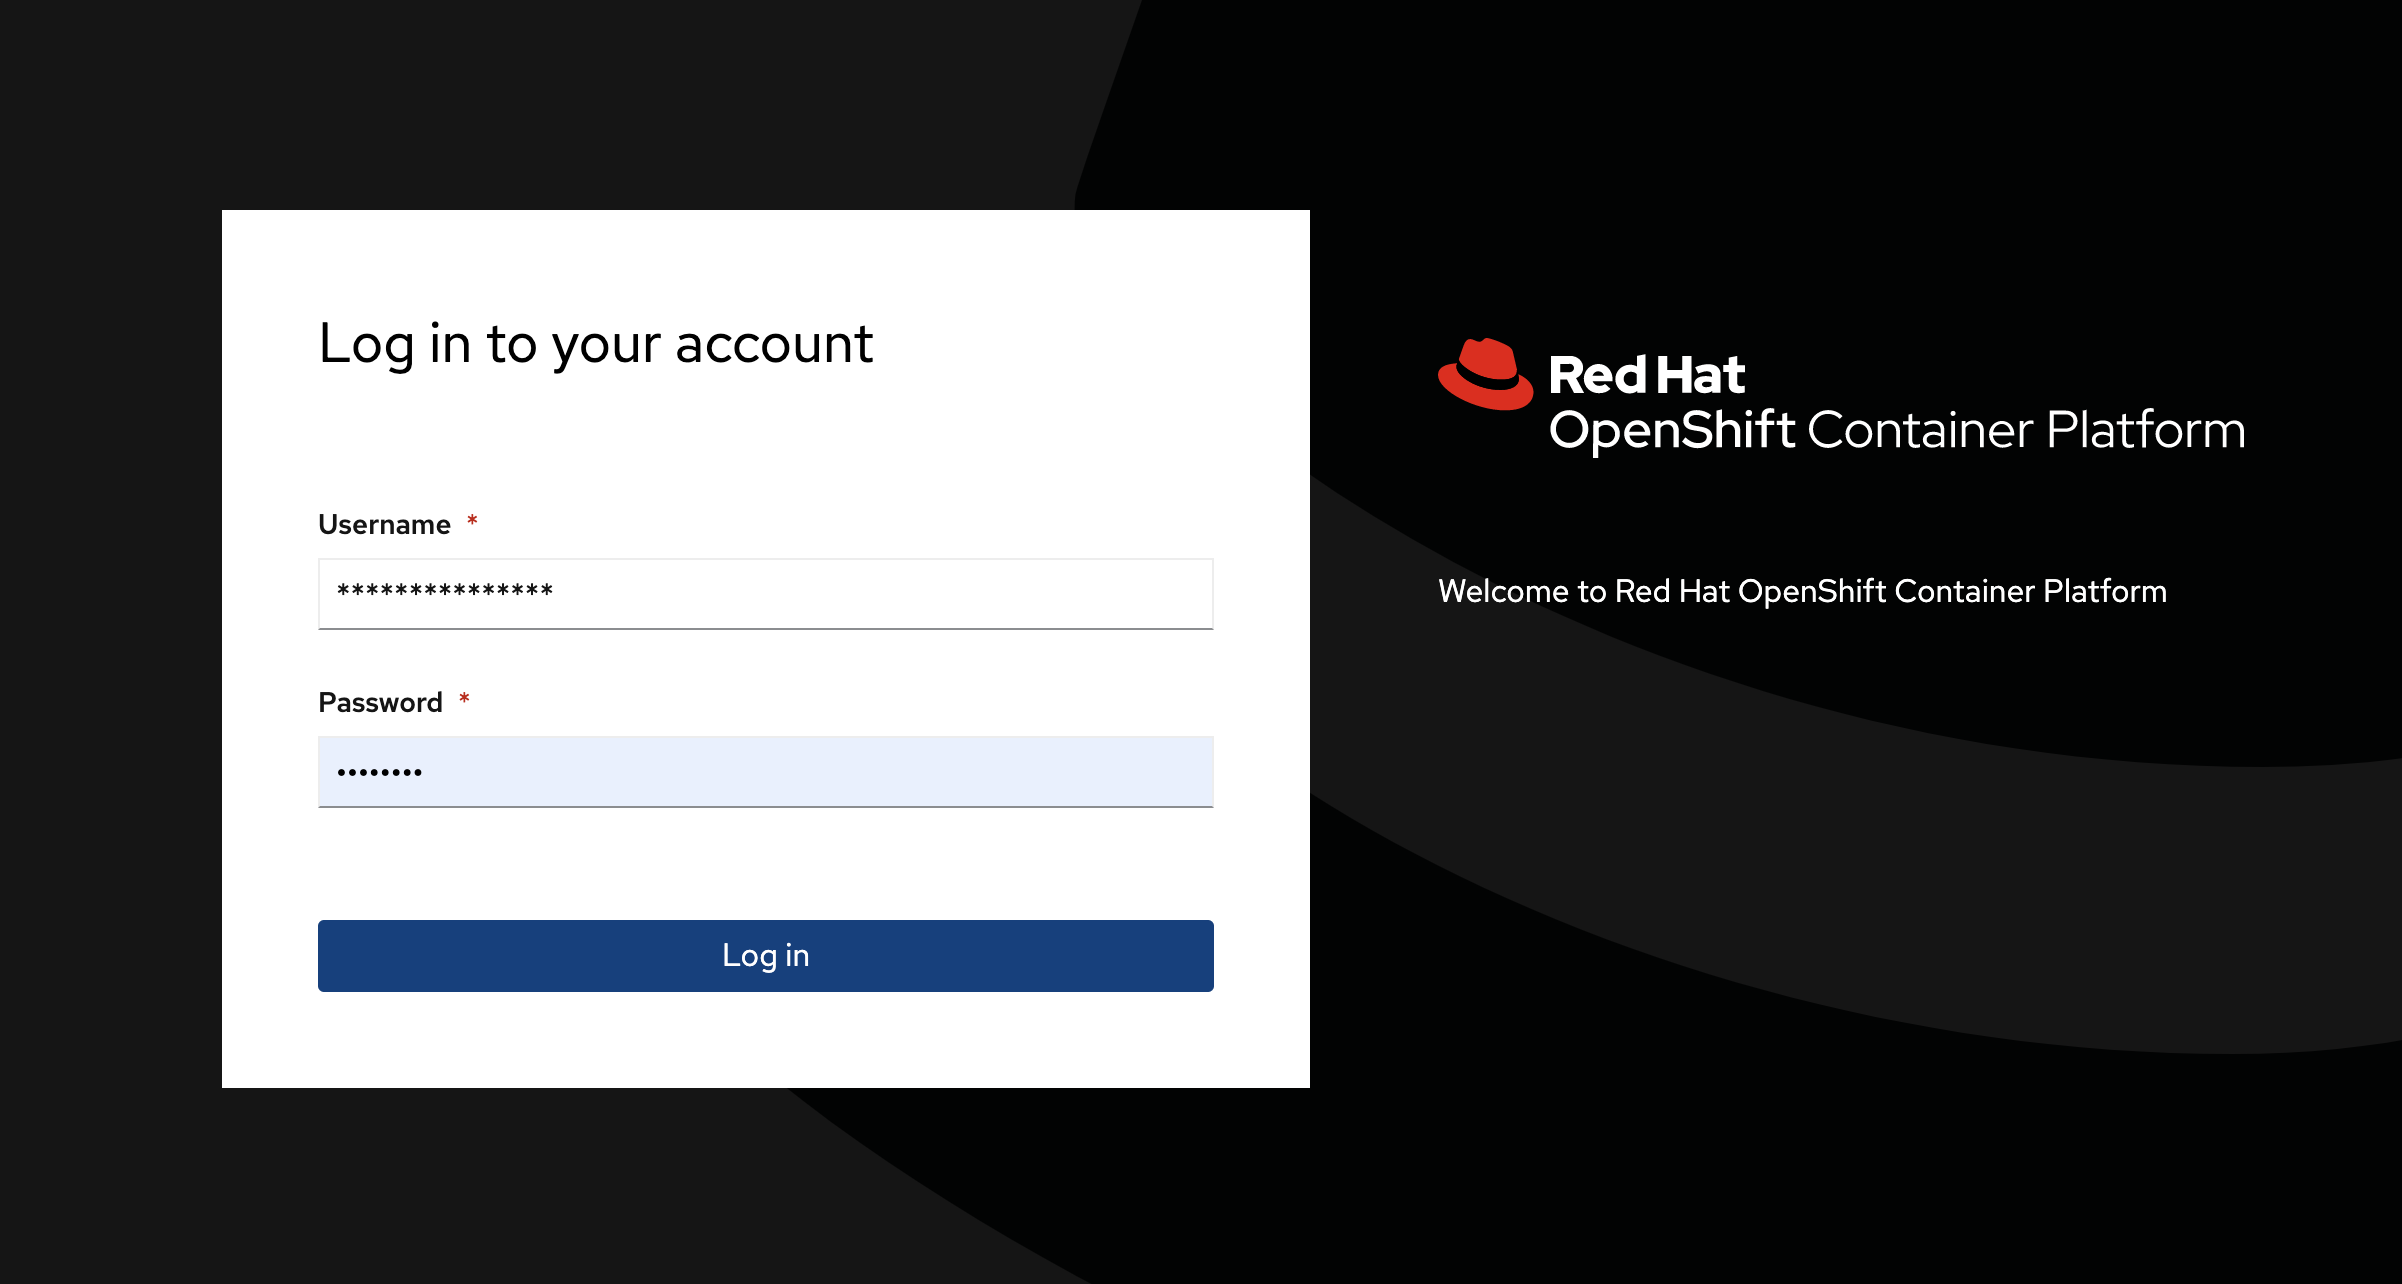 Log in to your account
Username *
***************
Password *
••••••••
Log in
Red Hat
OpenShift Container Platform
Welcome to Red Hat OpenShift Container Platform